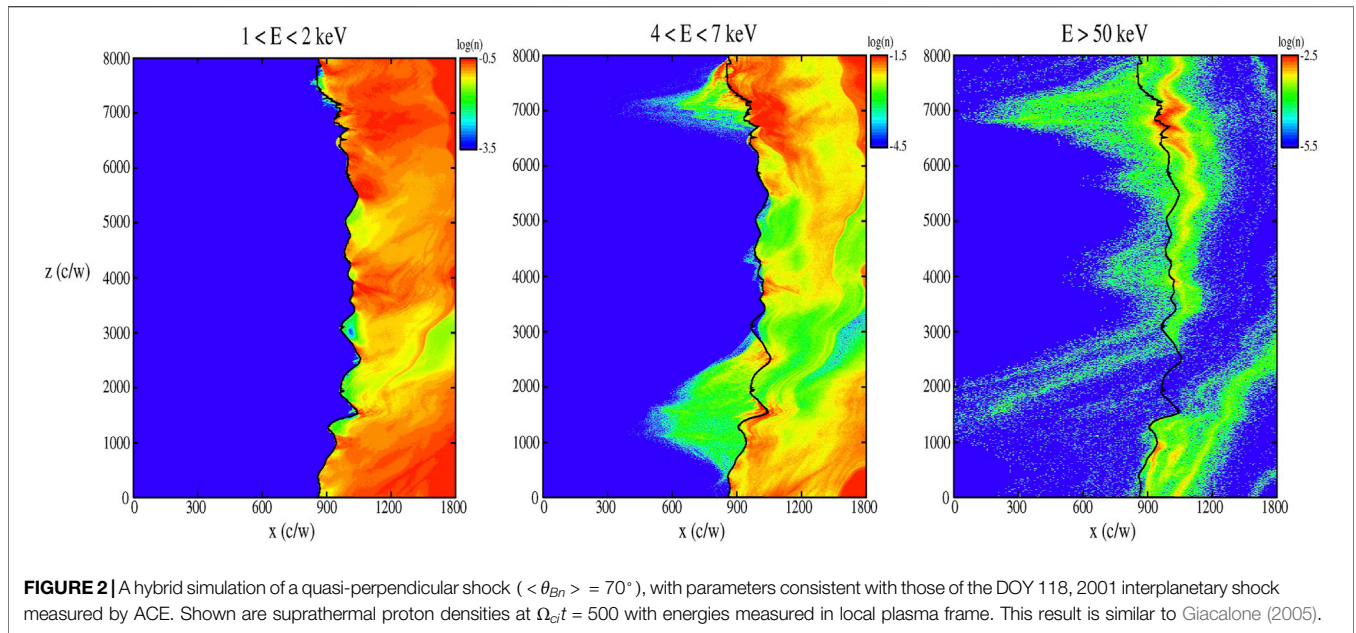 1 < E < 2 keV
log(n)
-0.5
-3.5
8000
7000
6000
5000
z (c/w)
4000
3000
2000
1000
0
0 300 600 900 1200 1800
x (c/w)
4 < E < 7 keV
log(n)
-1.5
-4.5
8000
7000
6000
5000
4000
3000
2000
1000
0
0 300 600 900 1200 1800
x (c/w)
E > 50 keV
log(n)
-2.5
-5.5
8000
7000
6000
5000
4000
3000
2000
1000
0
0 300 600 900 1200 1800
x (c/w)
FIGURE 2 | A hybrid simulation of a quasi-perpendicular shock ( < θBn > = 70°), with parameters consistent with those of the DOY 118, 2001 interplanetary shock
measured by ACE. Shown are suprathermal proton densities at Ωcit = 500 with energies measured in local plasma frame. This result is similar to Giacalone (2005).